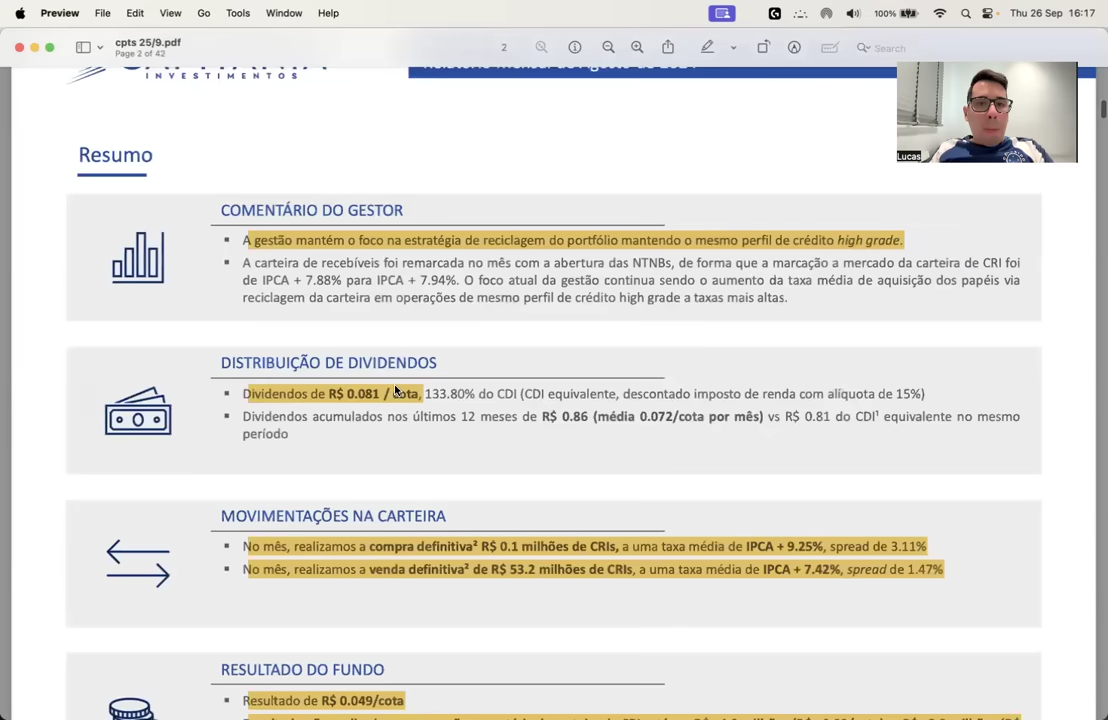 Preview File Edit View Go Tools Window Help 100% Thu 26 Sep 16:17
cpts 25/9.pdf
Page 2 of 42
2
Search
INVESTIMENTOS
Lucas
Resumo
COMENTÁRIO DO GESTOR
▪ A gestão mantém o foco na estratégia de reciclagem do portfólio mantendo o mesmo perfil de crédito high grade.
▪ A carteira de recebíveis foi remarcada no mês com a abertura das NTNBs, de forma que a marcação a mercado da carteira de CRI foi
de IPCA + 7.88% para IPCA + 7.94%. O foco atual da gestão continua sendo o aumento da taxa média de aquisição dos papéis via
reciclagem da carteira em operações de mesmo perfil de crédito high grade a taxas mais altas.
DISTRIBUIÇÃO DE DIVIDENDOS
▪ Dividendos de R$ 0.081 / cota, 133.80% do CDI (CDI equivalente, descontado imposto de renda com alíquota de 15%)
▪ Dividendos acumulados nos últimos 12 meses de R$ 0.86 (média 0.072/cota por mês) vs R$ 0.81 do CDI¹ equivalente no mesmo
período
MOVIMENTAÇÕES NA CARTEIRA
▪ No mês, realizamos a compra definitiva² R$ 0.1 milhões de CRIs, a uma taxa média de IPCA + 9.25%, spread de 3.11%
▪ No mês, realizamos a venda definitiva² de R$ 53.2 milhões de CRIs, a uma taxa média de IPCA + 7.42%, spread de 1.47%
RESULTADO DO FUNDO
▪ Resultado de R$ 0.049/cota